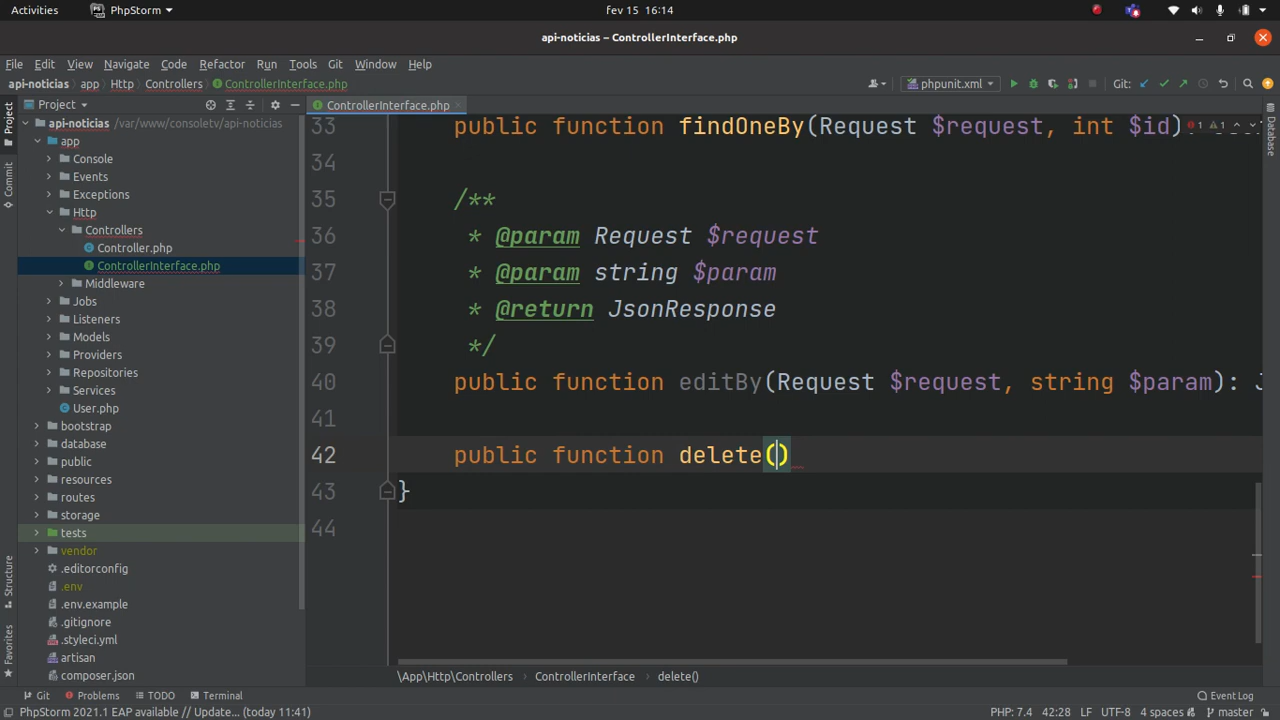 Activities PhpStorm fev 15 16:14
api-noticias – ControllerInterface.php
File Edit View Navigate Code Refactor Run Tools Git Window Help
api-noticias app Http Controllers ControllerInterface.php phpunit.xml Git:
Project ControllerInterface.php
api-noticias /var/www/consoletv/api-noticias
app
Console
Events
Exceptions
Http
Controllers
Controller.php
ControllerInterface.php
Middleware
Jobs
Listeners
Models
Providers
Repositories
Services
User.php
bootstrap
database
public
resources
routes
storage
tests
vendor
.editorconfig
.env
.env.example
.gitignore
.styleci.yml
artisan
composer.json
Project
Commit
Structure
Favorites
Database
33 public function findOneBy(Request $request, int $id)
1 1
34
35 /**
36 * @param Request $request
37 * @param string $param
38 * @return JsonResponse
39 */
40 public function editBy(Request $request, string $param): J
41
42 public function delete()
43 }
44
\App\Http\Controllers ControllerInterface delete()
Git Problems TODO Terminal Event Log
PhpStorm 2021.1 EAP available // Update... (today 11:41) PHP: 7.4 42:28 LF UTF-8 4 spaces master